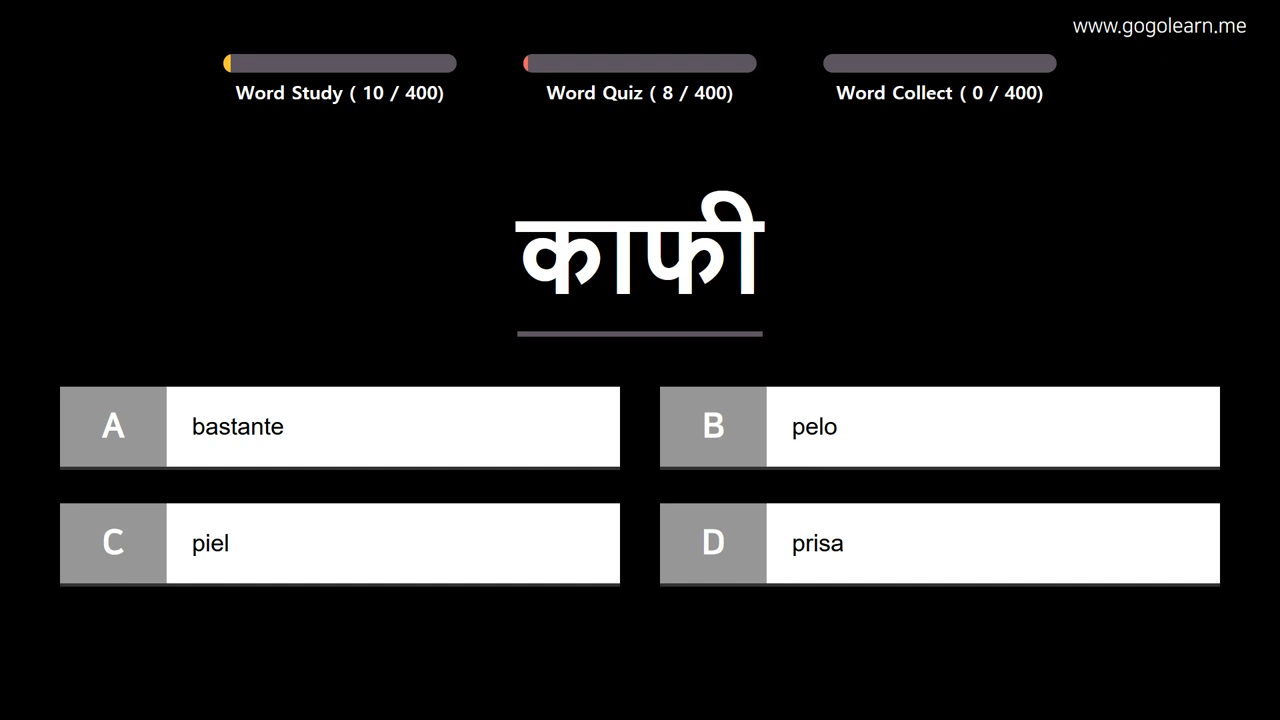 www.gogolearn.me
Word Study ( 10 / 400)
Word Quiz ( 8 / 400)
Word Collect ( 0 / 400)
काफी
A bastante
B pelo
C piel
D prisa